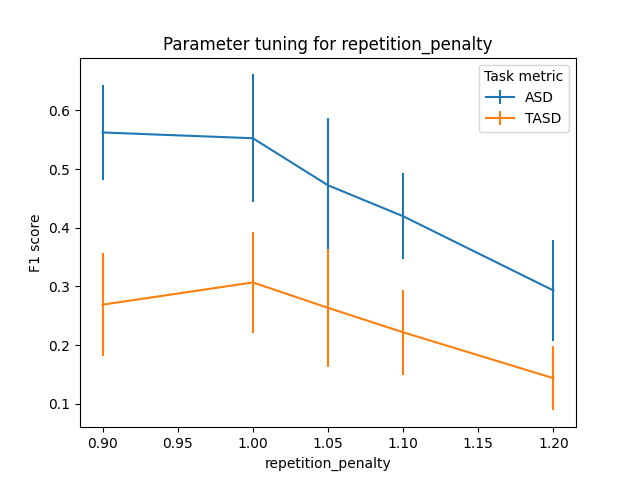 Parameter tuning for repetition_penalty
Task metric
ASD
TASD
F1 score
0.6
0.5
0.4
0.3
0.2
0.1
0.90
0.95
1.00
1.05
1.10
1.15
1.20
repetition_penalty